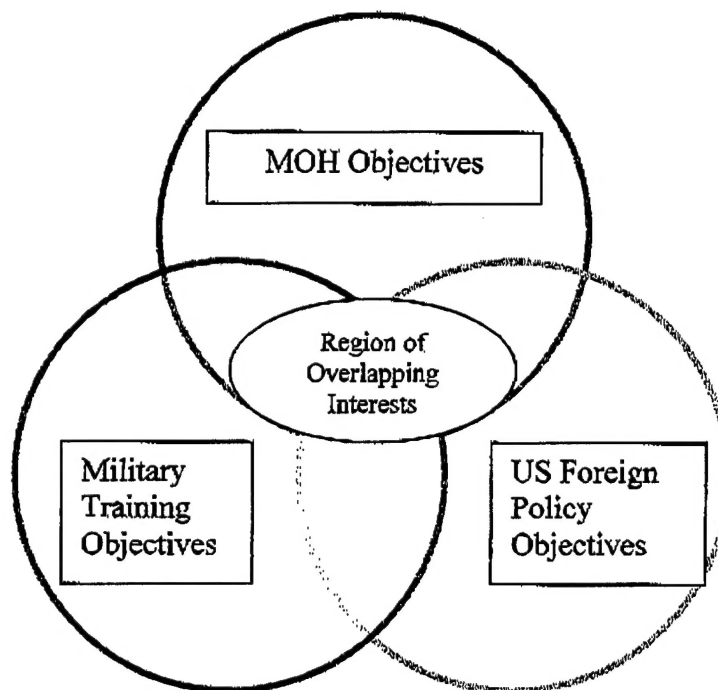 MOH Objectives
Region of
Overlapping
Interests
Military
Training
Objectives
US Foreign
Policy
Objectives